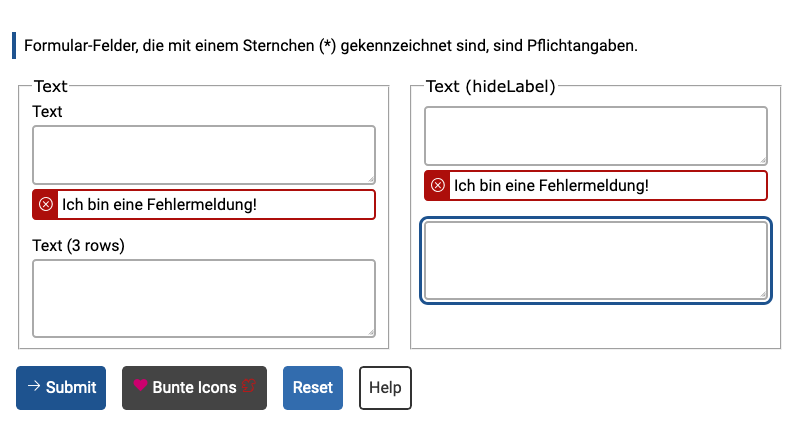 Formular-Felder, die mit einem Sternchen (*) gekennzeichnet sind, sind Pflichtangaben.
Text
Text
Ich bin eine Fehlermeldung!
Text (3 rows)
Text (hideLabel)
Ich bin eine Fehlermeldung!
Submit
Bunte Icons
Reset
Help